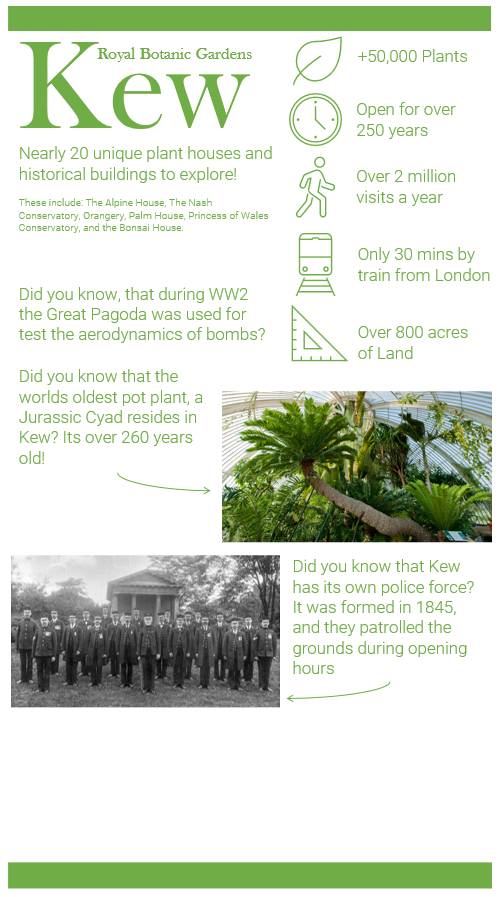 Royal Botanic Gardens
Kew
Nearly 20 unique plant houses and
historical buildings to explore!
These include: The Alpine House, The Nash
Conservatory, Orangery, Palm House, Princess of Wales
Conservatory, and the Bonsai House.
+50,000 Plants
Open for over
250 years
Over 2 million
visits a year
Only 30 mins by
train from London
Over 800 acres
of Land
Did you know, that during WW2
the Great Pagoda was used for
test the aerodynamics of bombs?
Did you know that the
worlds oldest pot plant, a
Jurassic Cyad resides in
Kew? Its over 260 years
old!
Did you know that Kew
has its own police force?
It was formed in 1845,
and they patrolled the
grounds during opening
hours